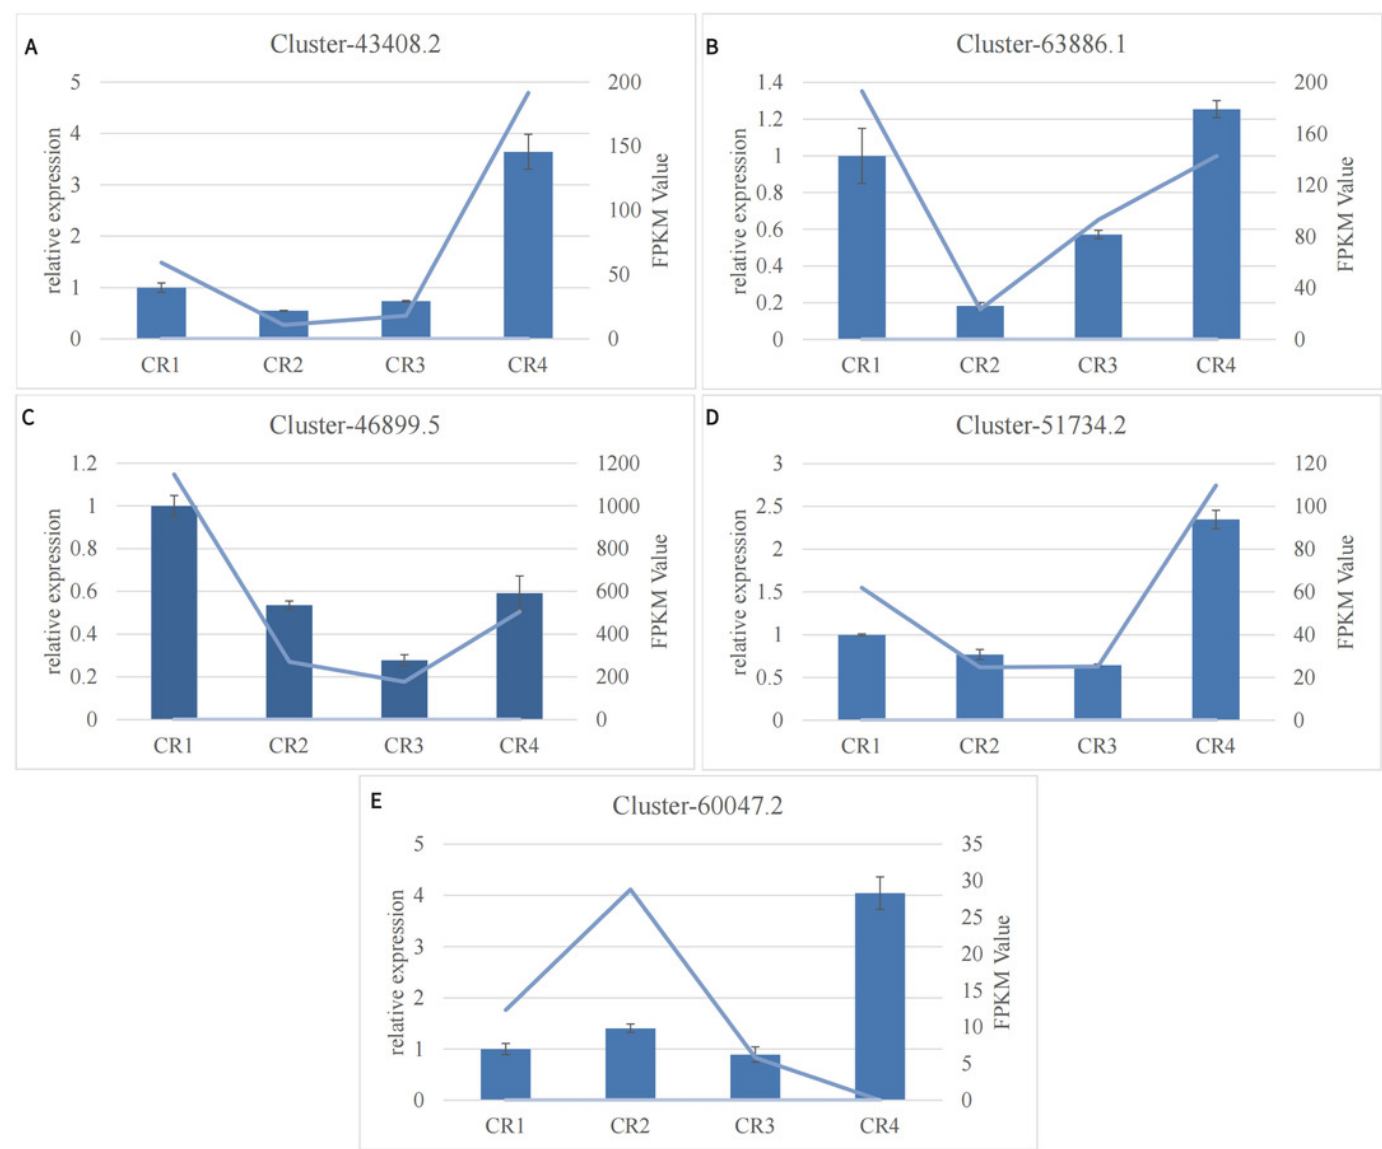 A
Cluster-43408.2
relative expression
5
4
3
2
1
0
200
150
100
50
0
FPKM Value
CR1 CR2 CR3 CR4
B
Cluster-63886.1
relative expression
1.4
1.2
1
0.8
0.6
0.4
0.2
0
200
160
120
80
40
0
FPKM Value
CR1 CR2 CR3 CR4
C
Cluster-46899.5
relative expression
1.2
1
0.8
0.6
0.4
0.2
0
1200
1000
800
600
400
200
0
FPKM Value
CR1 CR2 CR3 CR4
D
Cluster-51734.2
relative expression
3
2.5
2
1.5
1
0.5
0
120
100
80
60
40
20
0
FPKM Value
CR1 CR2 CR3 CR4
E
Cluster-60047.2
relative expression
5
4
3
2
1
0
35
30
25
20
15
10
5
0
FPKM Value
CR1 CR2 CR3 CR4